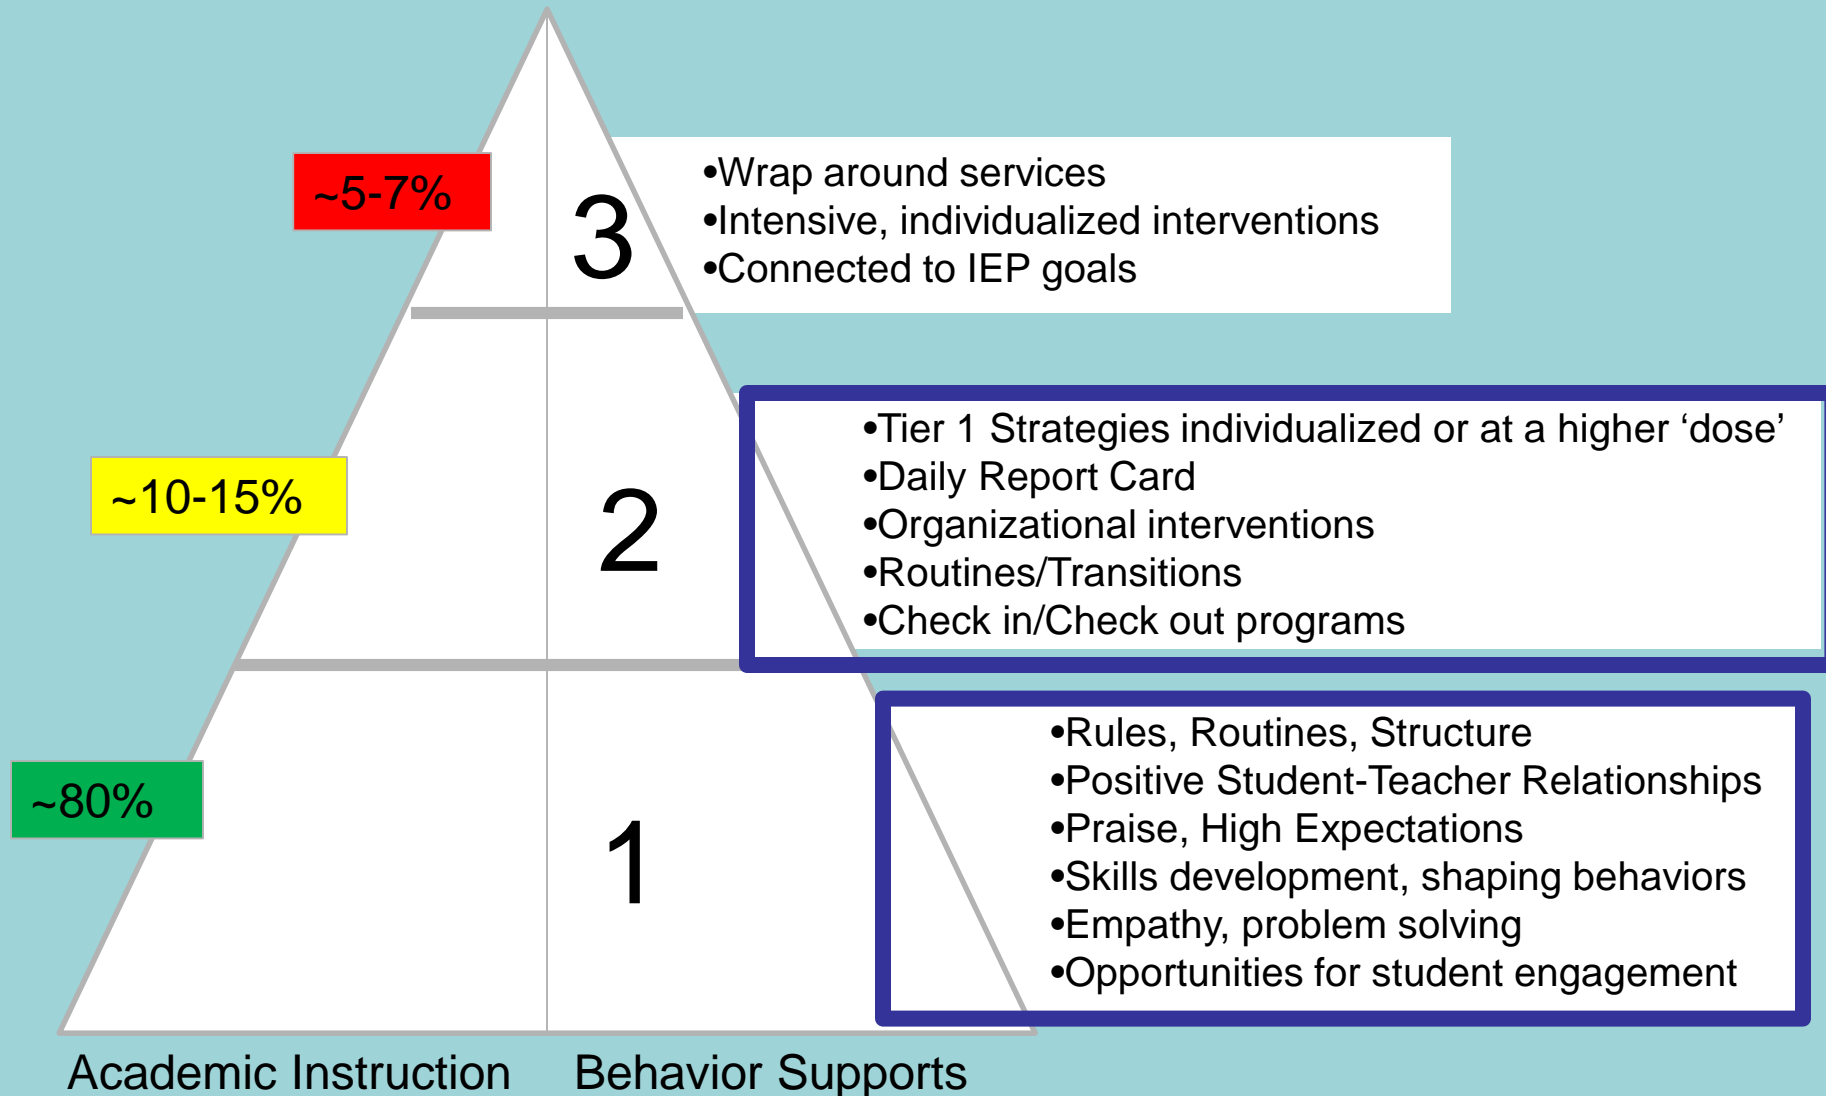 ~5-7%
3
•Wrap around services
•Intensive, individualized interventions
•Connected to IEP goals
~10-15%
2
•Tier 1 Strategies individualized or at a higher ‘dose’
•Daily Report Card
•Organizational interventions
•Routines/Transitions
•Check in/Check out programs
~80%
1
•Rules, Routines, Structure
•Positive Student-Teacher Relationships
•Praise, High Expectations
•Skills development, shaping behaviors
•Empathy, problem solving
•Opportunities for student engagement
Academic Instruction
Behavior Supports